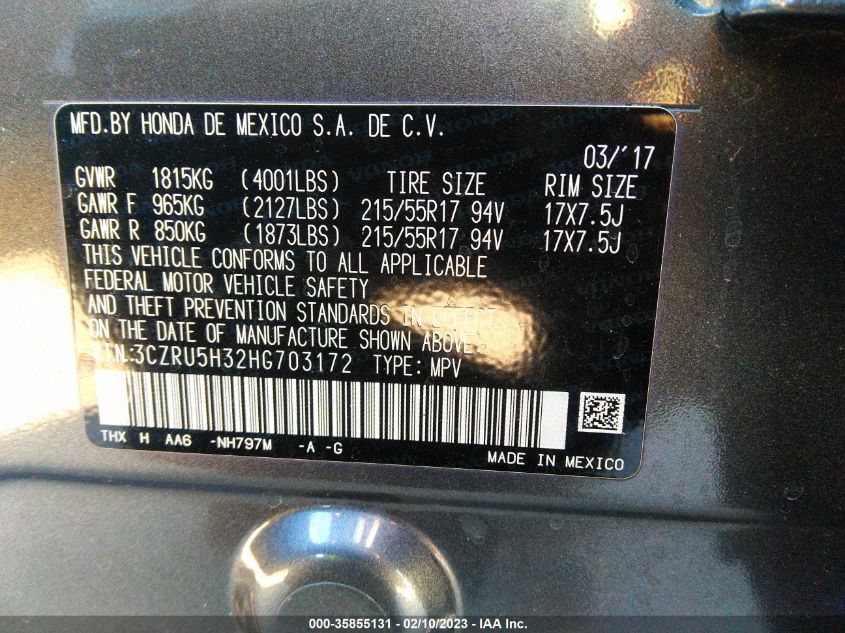 MFD.BY HONDA DE MEXICO S.A. DE C.V.
03/'17
GVWR 1815KG (4001LBS) TIRE SIZE RIM SIZE
GAWR F 965KG (2127LBS) 215/55R17 94V 17X7.5J
GAWR R 850KG (1873LBS) 215/55R17 94V 17X7.5J
THIS VEHICLE CONFORMS TO ALL APPLICABLE
FEDERAL MOTOR VEHICLE SAFETY
AND THEFT PREVENTION STANDARDS IN EFFECT
ON THE DATE OF MANUFACTURE SHOWN ABOVE.
V.I.N.:3CZRU5H32HG703172 TYPE: MPV
THX H AA6 -NH797M -A -G
MADE IN MEXICO
000-35855131 - 02/10/2023 - IAA Inc.